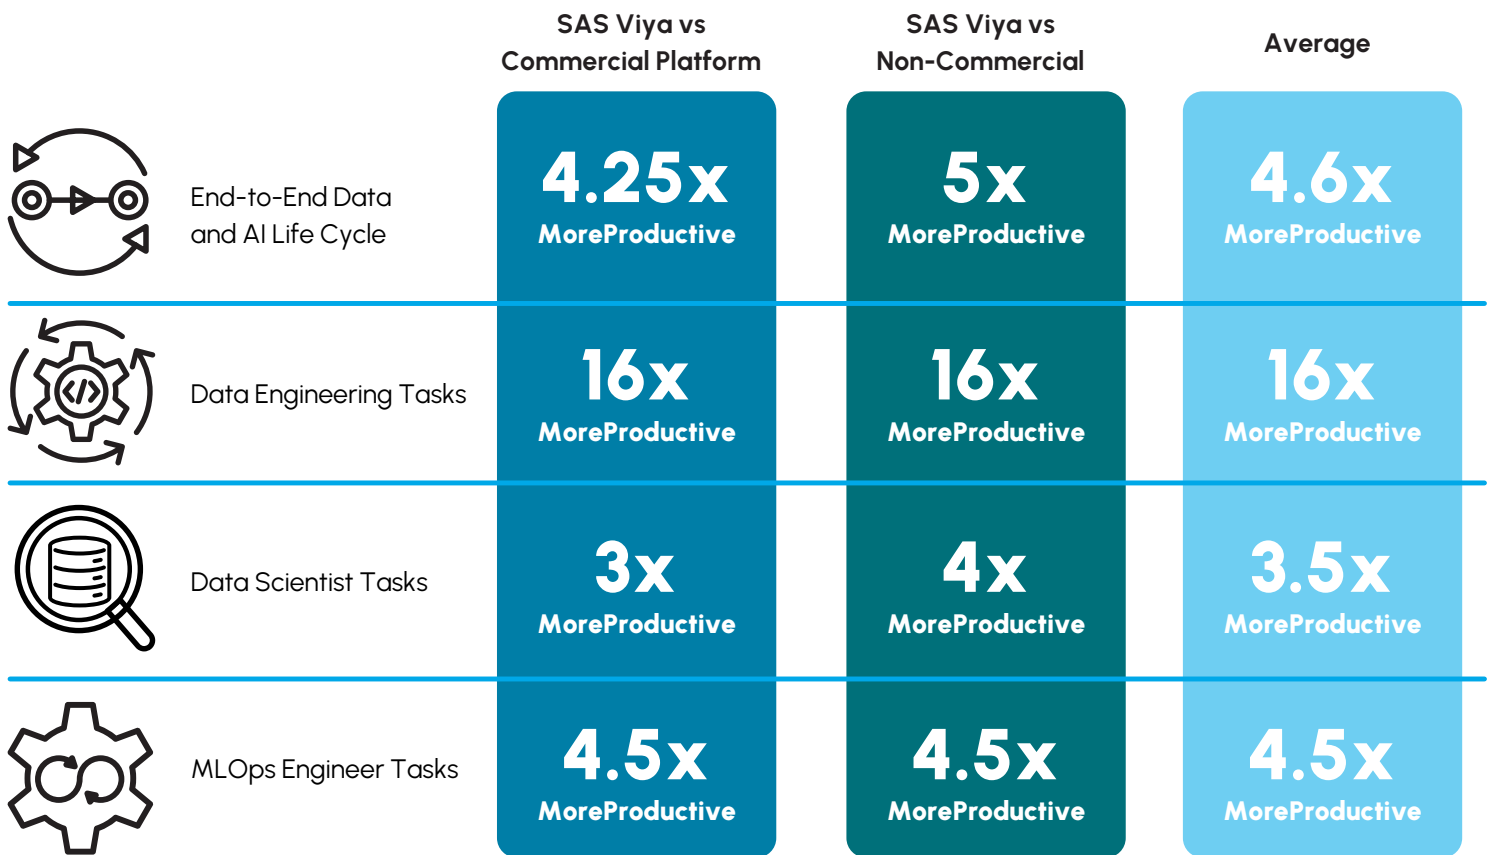 SAS Viya vs
Commercial Platform
SAS Viya vs
Non-Commercial
Average
End-to-End Data
and AI Life Cycle
4.25x
MoreProductive
5x
MoreProductive
4.6x
MoreProductive
</>
Data Engineering Tasks
16x
MoreProductive
16x
MoreProductive
16x
MoreProductive
Data Scientist Tasks
3x
MoreProductive
4x
MoreProductive
3.5x
MoreProductive
MLOps Engineer Tasks
4.5x
MoreProductive
4.5x
MoreProductive
4.5x
MoreProductive